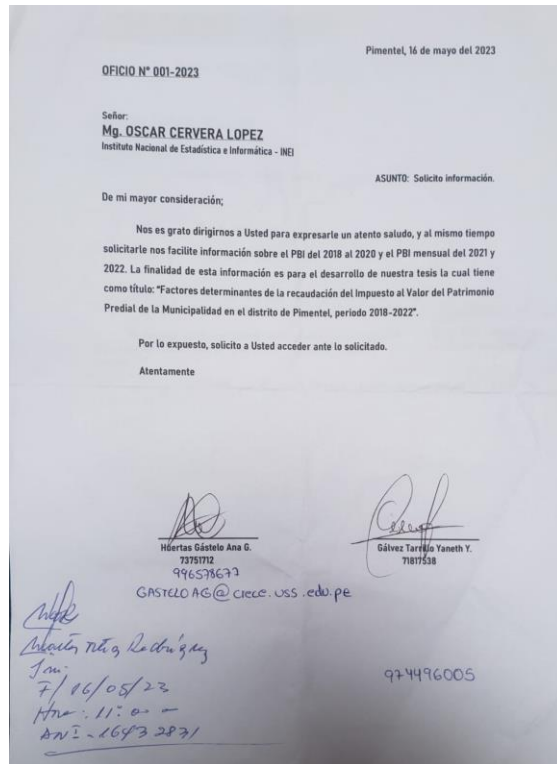 Pimentel, 16 de mayo del 2023
OFICIO N° 001-2023
Señor:
Mg. OSCAR CERVERA LOPEZ
Instituto Nacional de Estadística e Informática - INEI
ASUNTO: Solicito información.
De mi mayor consideración;
Nos es grato dirigirnos a Usted para expresarle un atento saludo, y al mismo tiempo
solicitarle nos facilite información sobre el PBI del 2018 al 2020 y el PBI mensual del 2021 y
2022. La finalidad de esta información es para el desarrollo de nuestra tesis la cual tiene
como título: “Factores determinantes de la recaudación del Impuesto al Valor del Patrimonio
Predial de la Municipalidad en el distrito de Pimentel, periodo 2018-2022”.
Por lo expuesto, solicito a Usted acceder ante lo solicitado.
Atentamente
Huertas Gástelo Ana G.
73751712
996578677
GASTELOAG@crece.uss.edu.pe
Gálvez Tarrillo Yaneth Y.
71817538
974496005
Rodríguez
F/ 16/05/23
Hra: 11:00
DNI - 16432871